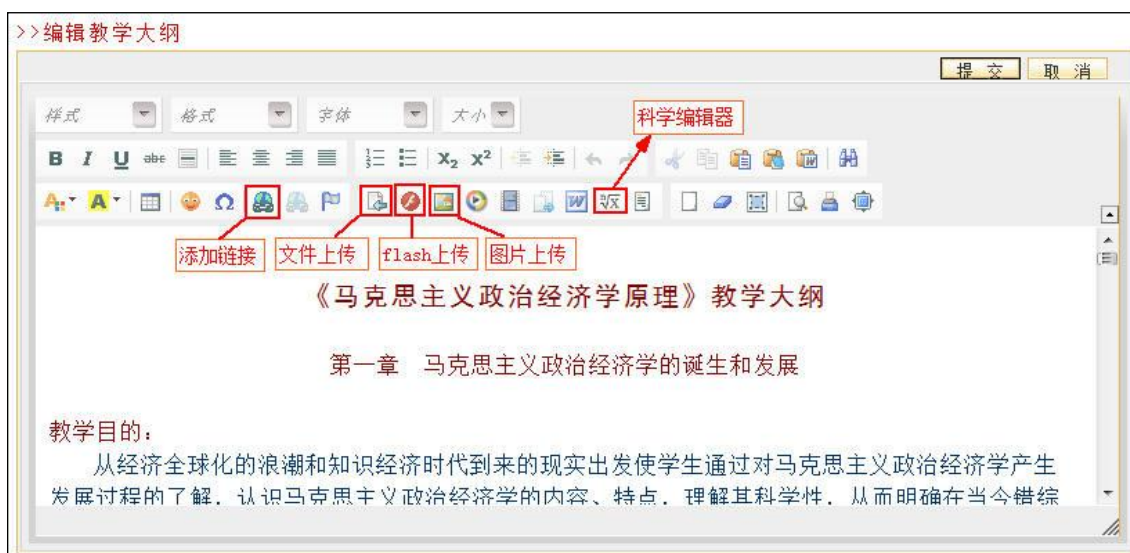 >>编辑教学大纲
提 交 取 消
样式 格式 字体 大小
科学编辑器
添加链接 文件上传 flash上传 图片上传
《马克思主义政治经济学原理》教学大纲
第一章 马克思主义政治经济学的诞生和发展
教学目的：
从经济全球化的浪潮和知识经济时代到来的现实出发使学生通过对马克思主义政治经济学产生
发展过程的了解，认识马克思主义政治经济学的内容、特点，理解其科学性，从而明确在当今错综